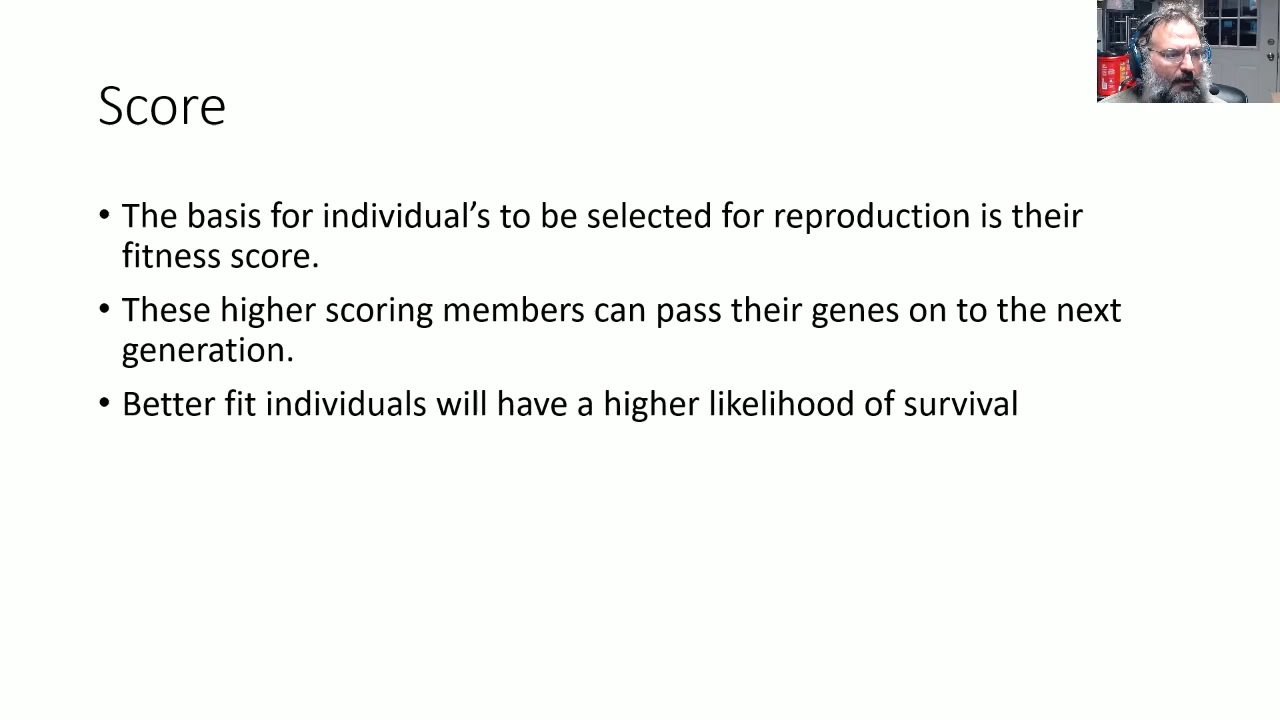 Score
• The basis for individual’s to be selected for reproduction is their
fitness score.
• These higher scoring members can pass their genes on to the next
generation.
• Better fit individuals will have a higher likelihood of survival